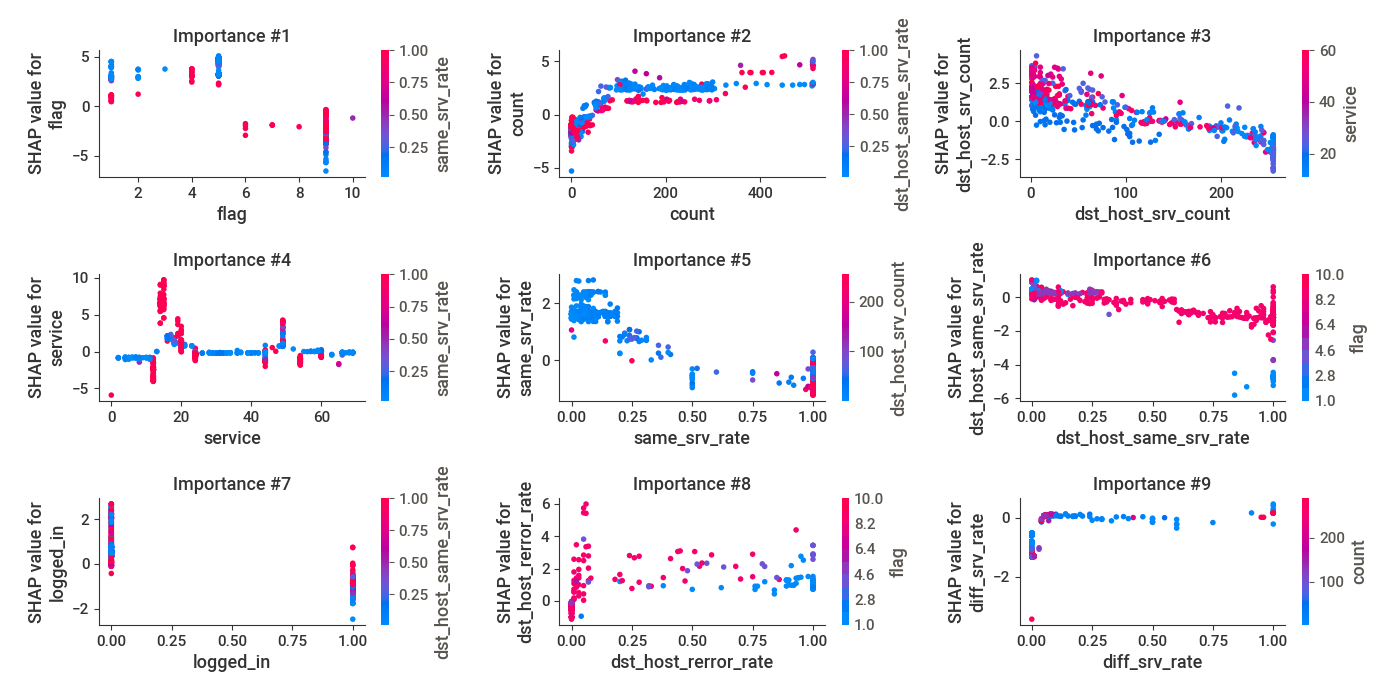 Importance #1
SHAP value for
flag
5
0
−5
2
4
6
8
10
flag
1.00
0.75
0.50
0.25
same_srv_rate
Importance #2
SHAP value for
count
5
0
−5
0
200
400
count
1.00
0.75
0.50
0.25
dst_host_same_srv_rate
Importance #3
SHAP value for
dst_host_srv_count
2.5
0.0
−2.5
0
100
200
dst_host_srv_count
60
40
20
service
Importance #4
SHAP value for
service
10
5
0
−5
0
20
40
60
service
1.00
0.75
0.50
0.25
same_srv_rate
Importance #5
SHAP value for
same_srv_rate
2
0
0.00
0.25
0.50
0.75
1.00
same_srv_rate
200
100
dst_host_srv_count
Importance #6
SHAP value for
dst_host_same_srv_rate
0
−2
−4
−6
0.00
0.25
0.50
0.75
1.00
dst_host_same_srv_rate
10.0
8.2
6.4
4.6
2.8
1.0
flag
Importance #7
SHAP value for
logged_in
2
0
−2
0.00
0.25
0.50
0.75
1.00
logged_in
1.00
0.75
0.50
0.25
dst_host_same_srv_rate
Importance #8
SHAP value for
dst_host_rerror_rate
6
4
2
0
0.00
0.25
0.50
0.75
1.00
dst_host_rerror_rate
10.0
8.2
6.4
4.6
2.8
1.0
flag
Importance #9
SHAP value for
diff_srv_rate
0
−2
0.00
0.25
0.50
0.75
1.00
diff_srv_rate
200
100
count